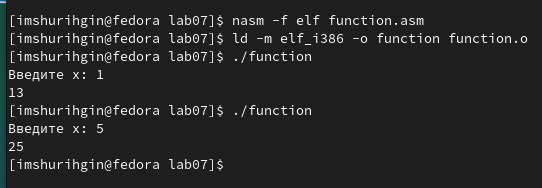 [imshurihgin@fedora lab07]$ nasm -f elf function.asm
[imshurihgin@fedora lab07]$ ld -m elf_i386 -o function function.o
[imshurihgin@fedora lab07]$ ./function
Введите x: 1
13
[imshurihgin@fedora lab07]$ ./function
Введите x: 5
25
[imshurihgin@fedora lab07]$